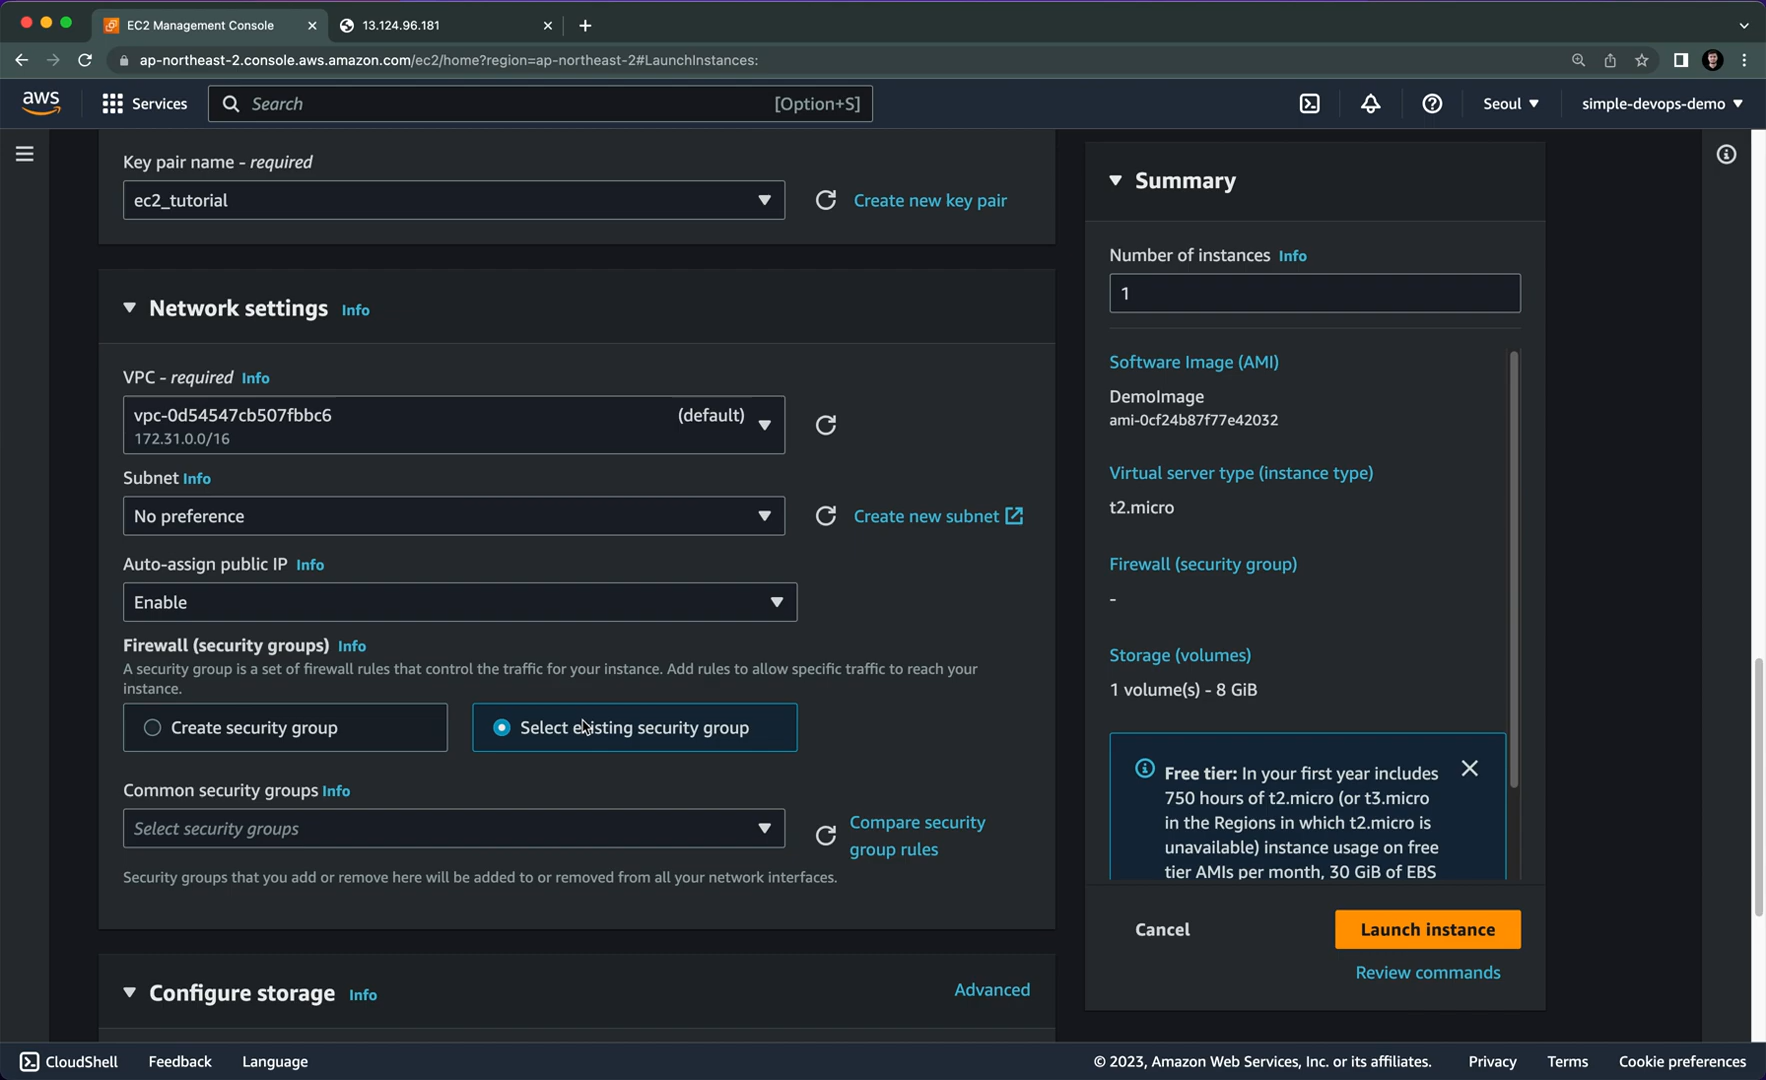 EC2 Management Console
13.124.96.181
ap-northeast-2.console.aws.amazon.com/ec2/home?region=ap-northeast-2#LaunchInstances:
aws
Services
Search
[Option+S]
Seoul
simple-devops-demo
Key pair name - required
ec2_tutorial
Create new key pair
Network settings Info
VPC - required Info
vpc-0d54547cb507fbbc6
(default)
172.31.0.0/16
Subnet Info
No preference
Create new subnet
Auto-assign public IP Info
Enable
Firewall (security groups) Info
A security group is a set of firewall rules that control the traffic for your instance. Add rules to allow specific traffic to reach your
instance.
Create security group
Select existing security group
Common security groups Info
Select security groups
Compare security
group rules
Security groups that you add or remove here will be added to or removed from all your network interfaces.
Configure storage Info
Advanced
Summary
Number of instances Info
1
Software Image (AMI)
DemoImage
ami-0cf24b87f77e42032
Virtual server type (instance type)
t2.micro
Firewall (security group)
-
Storage (volumes)
1 volume(s) - 8 GiB
Free tier: In your first year includes
750 hours of t2.micro (or t3.micro
in the Regions in which t2.micro is
unavailable) instance usage on free
tier AMIs per month, 30 GiB of EBS
Cancel
Launch instance
Review commands
CloudShell
Feedback
Language
© 2023, Amazon Web Services, Inc. or its affiliates.
Privacy
Terms
Cookie preferences